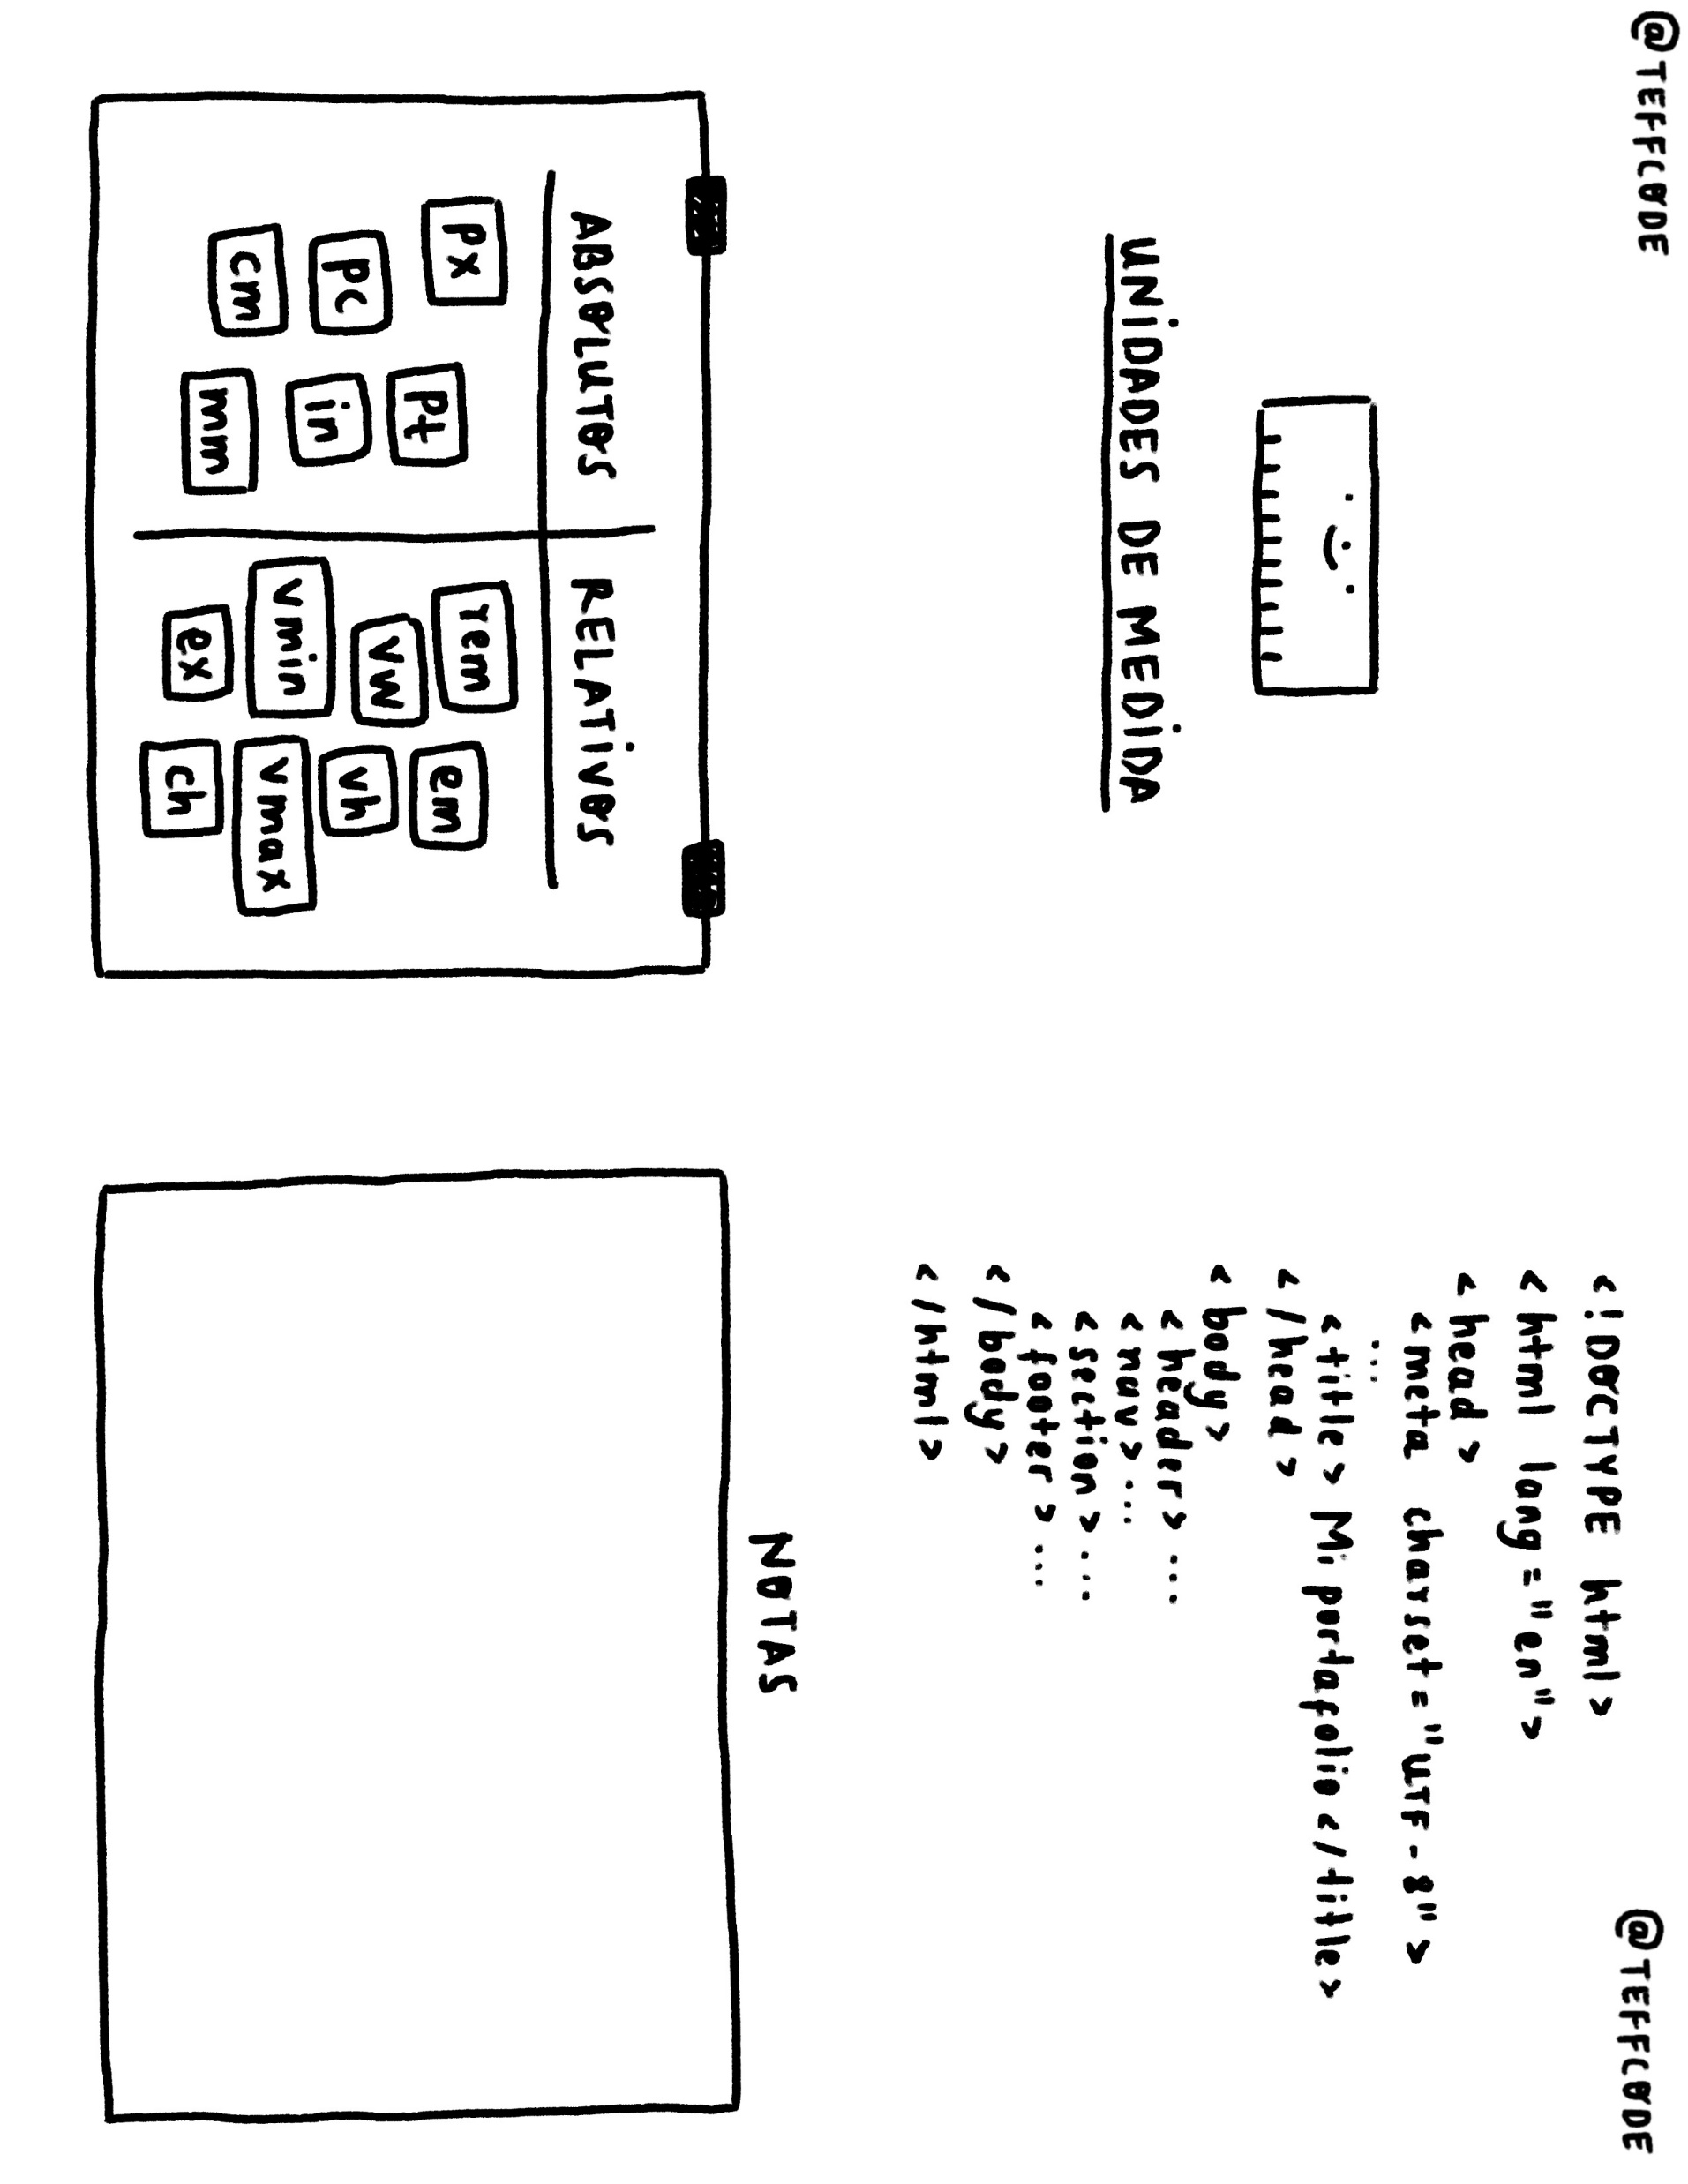 @TEFFCODE
UNiDADES DE MEDiDA
ABSOLUTOS RELATiVOS
px rem em
pc pt vw vh
cm in vmin vmax
mm ex ch
@TEFFCODE
<!DOCTYPE html>
<html lang="en">
<head>
<meta charset="UTF-8">
...
<title> Mi portafolio </title>
</head>
<body>
<header> ...
<nav> ...
<section> ...
<footer> ...
</body>
</html>
NOTAS